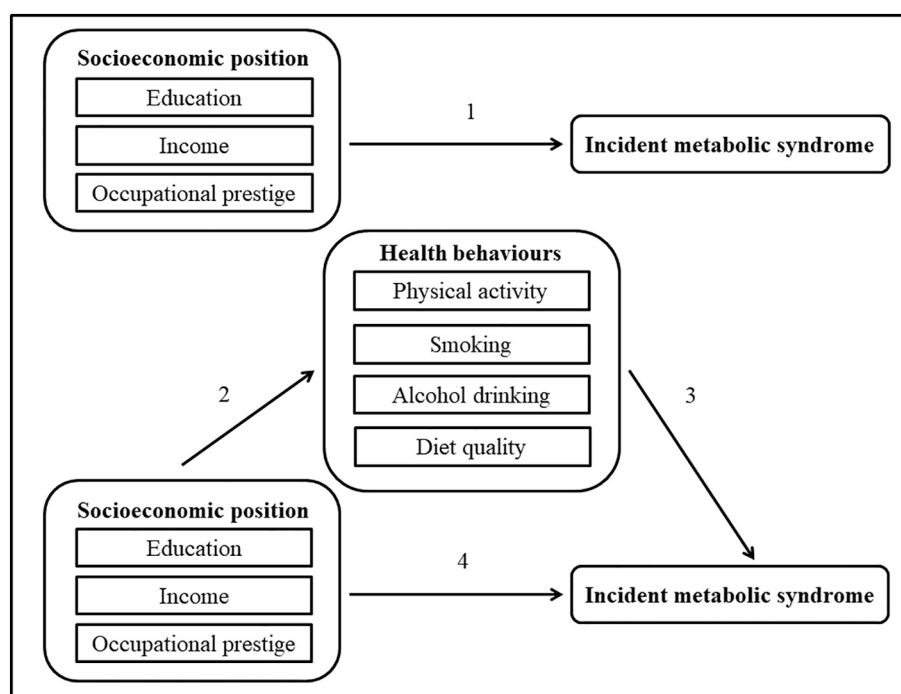 Socioeconomic position
Education
Income
Occupational prestige
1
Incident metabolic syndrome
Health behaviours
Physical activity
Smoking
Alcohol drinking
Diet quality
2
3
Socioeconomic position
Education
Income
Occupational prestige
4
Incident metabolic syndrome